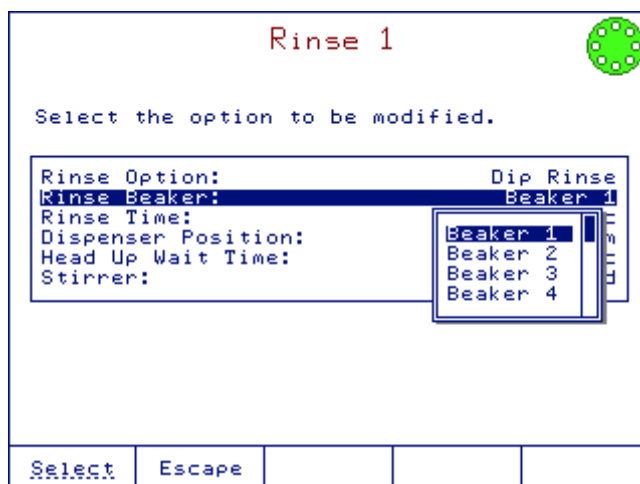 Rinse 1
Select the option to be modified.
Rinse Option: Dip Rinse
Rinse Beaker: Beaker 1
Rinse Time:
Dispenser Position:
Head Up Wait Time:
Stirrer:
Beaker 1
Beaker 2
Beaker 3
Beaker 4
Select Escape